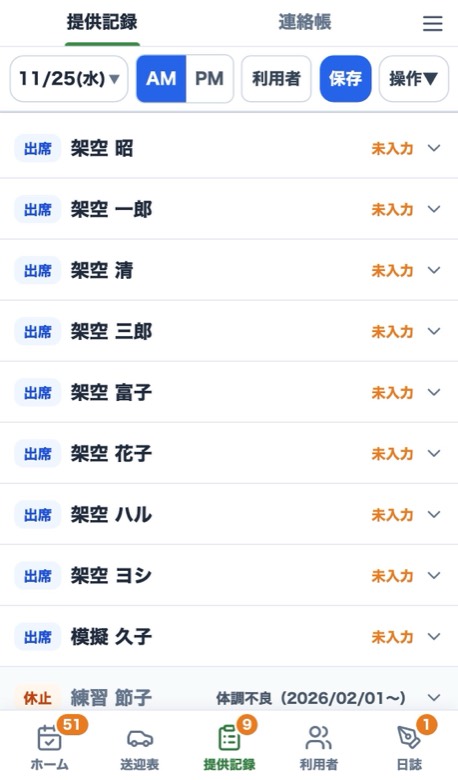 提供記録 連絡帳
11/25(水)▼ AM PM 利用者 保存 操作▼
出席 架空 昭 未入力
出席 架空 一郎 未入力
出席 架空 清 未入力
出席 架空 三郎 未入力
出席 架空 富子 未入力
出席 架空 花子 未入力
出席 架空 ハル 未入力
出席 架空 ヨシ 未入力
出席 模擬 久子 未入力
休止 練習 節子 体調不良（2026/02/01〜）
51 9 1
ホーム 送迎表 提供記録 利用者 日誌